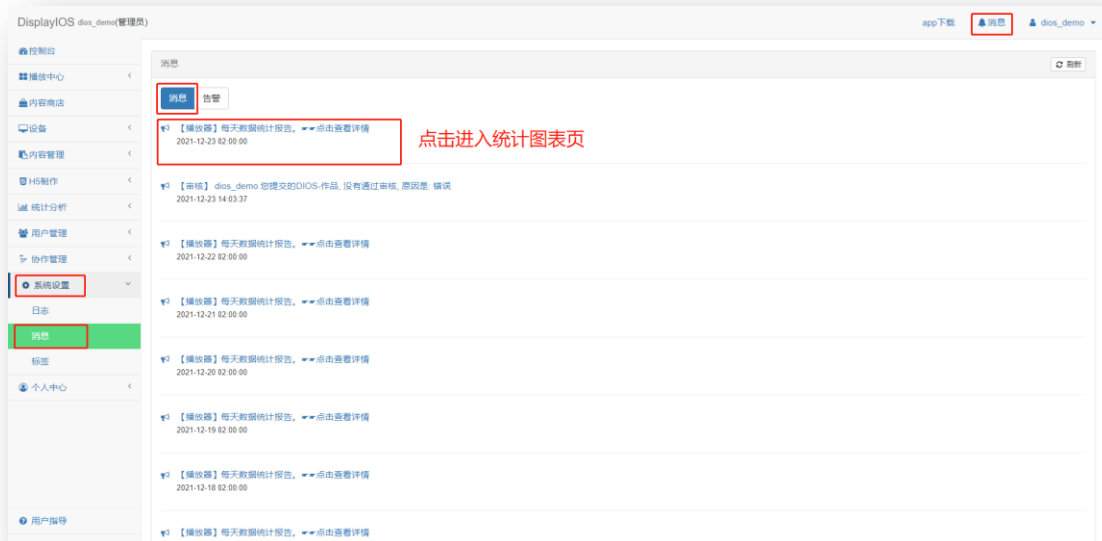 DisplayIOS dios_demo(管理员)
app下载
消息
dios_demo
控制台
播放中心
内容商店
设备
内容管理
H5制作
统计分析
用户管理
协作管理
系统设置
日志
消息
标签
个人中心
用户指导
消息
刷新
消息 告警
【播放器】每天数据统计报告。☛☛点击查看详情
2021-12-23 02:00:00
点击进入统计图表页
【审核】 dios_demo 您提交的DIOS-作品, 没有通过审核, 原因是: 错误
2021-12-23 14:03:37
【播放器】每天数据统计报告。☛☛点击查看详情
2021-12-22 02:00:00
【播放器】每天数据统计报告。☛☛点击查看详情
2021-12-21 02:00:00
【播放器】每天数据统计报告。☛☛点击查看详情
2021-12-20 02:00:00
【播放器】每天数据统计报告。☛☛点击查看详情
2021-12-19 02:00:00
【播放器】每天数据统计报告。☛☛点击查看详情
2021-12-18 02:00:00
【播放器】每天数据统计报告。☛☛点击查看详情